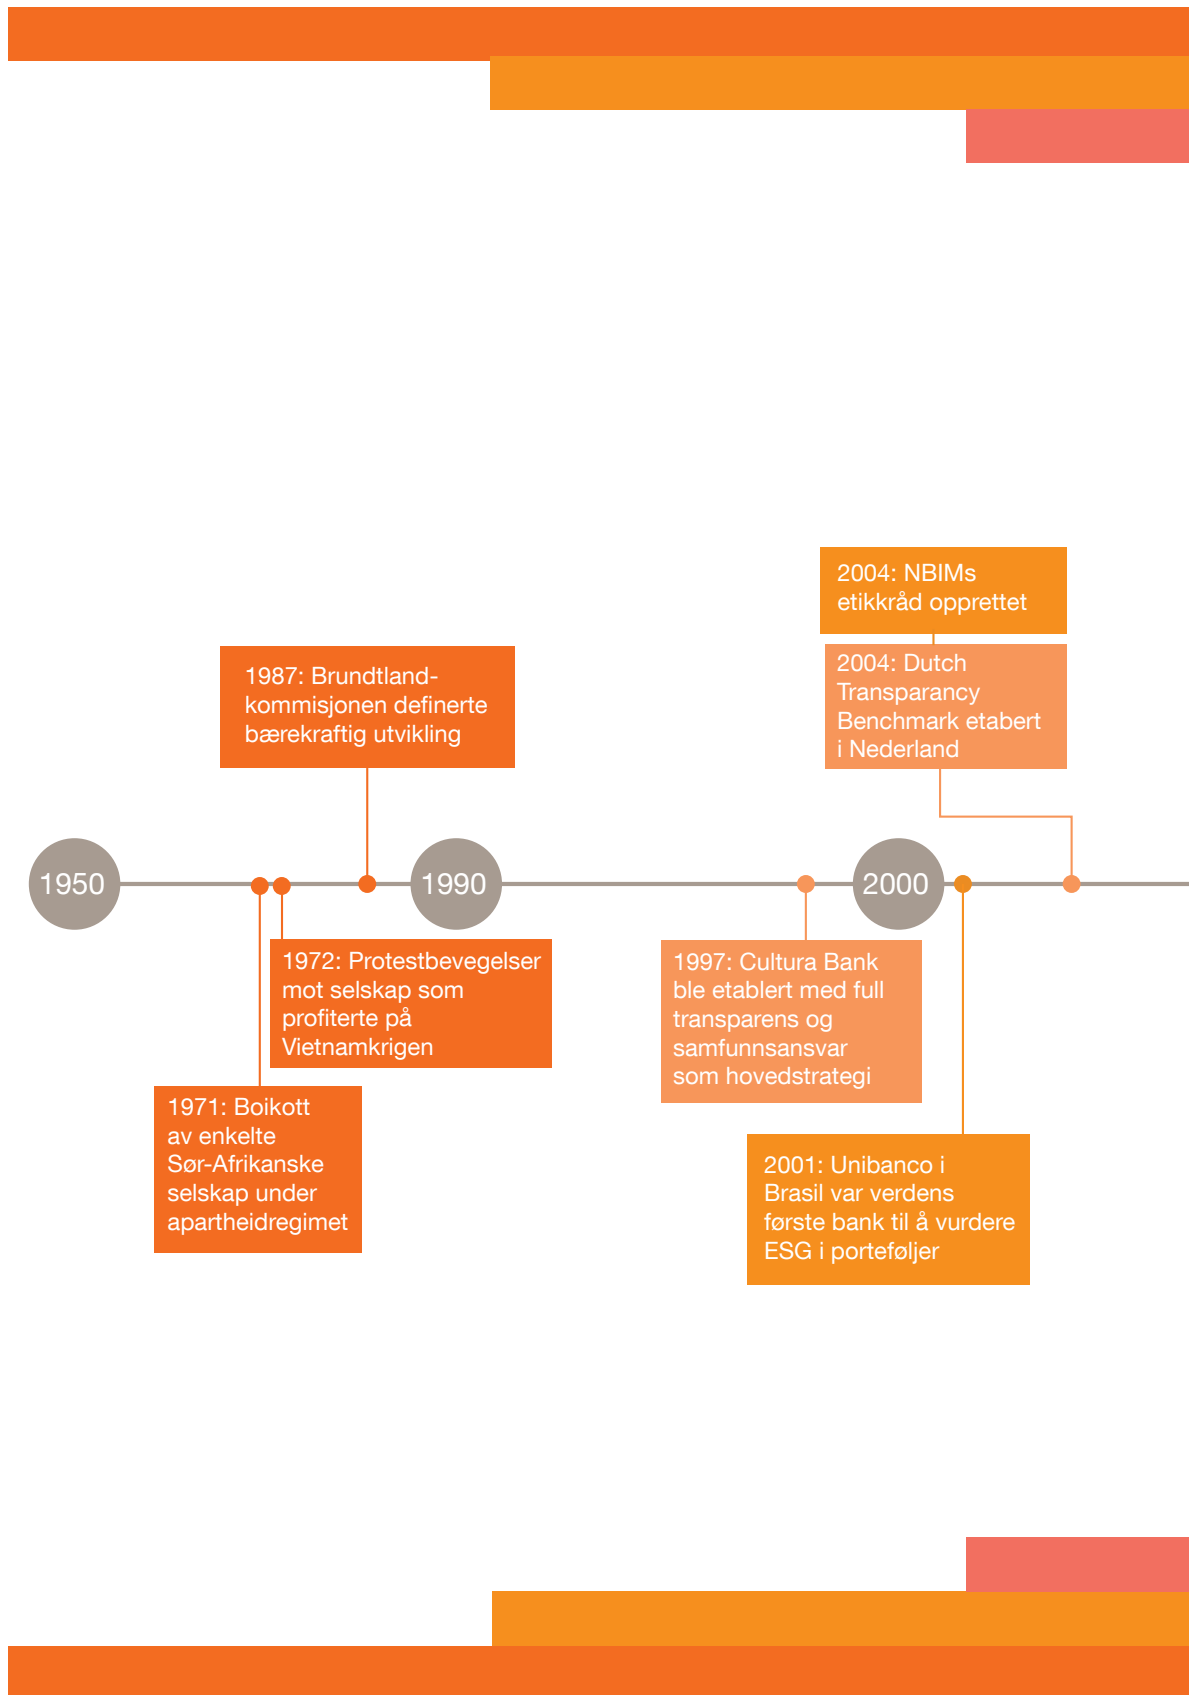 2004: NBIMs
etikkråd opprettet
2004: Dutch
Transparancy
Benchmark etabert
i Nederland
1987: Brundtland-
kommisjonen definerte
bærekraftig utvikling
1950
1990
2000
1972: Protestbevegelser
mot selskap som
profiterte på
Vietnamkrigen
1997: Cultura Bank
ble etablert med full
transparens og
samfunnsansvar
som hovedstrategi
1971: Boikott
av enkelte
Sør-Afrikanske
selskap under
apartheidregimet
2001: Unibanco i
Brasil var verdens
første bank til å vurdere
ESG i porteføljer